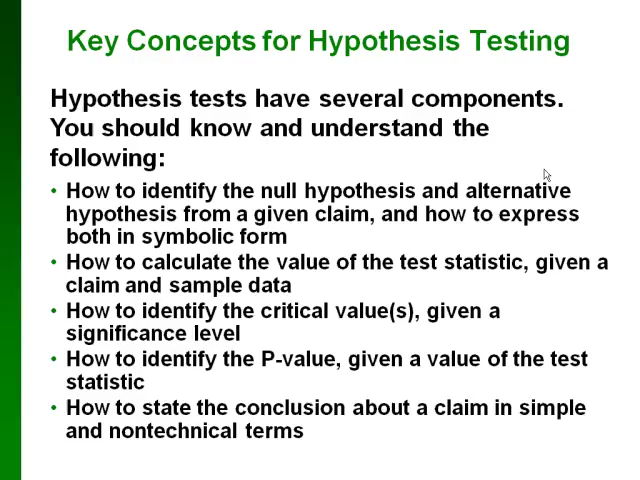 Key Concepts for Hypothesis Testing
Hypothesis tests have several components.
You should know and understand the
following:
• How to identify the null hypothesis and alternative
hypothesis from a given claim, and how to express
both in symbolic form
• How to calculate the value of the test statistic, given a
claim and sample data
• How to identify the critical value(s), given a
significance level
• How to identify the P-value, given a value of the test
statistic
• How to state the conclusion about a claim in simple
and nontechnical terms